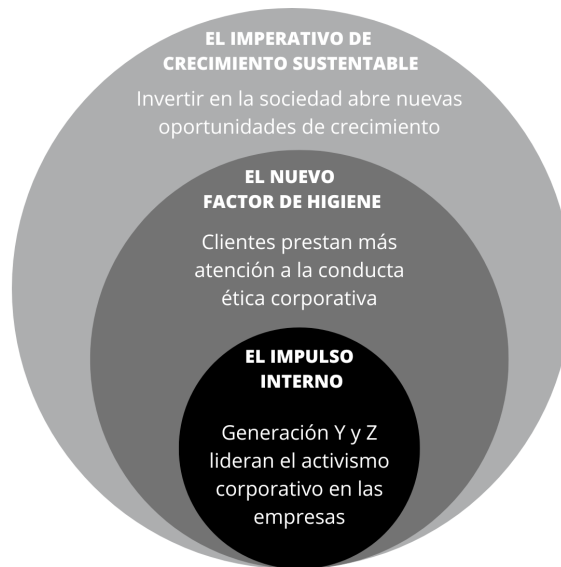 EL IMPERATIVO DE
CRECIMIENTO SUSTENTABLE
Invertir en la sociedad abre nuevas
oportunidades de crecimiento
EL NUEVO
FACTOR DE HIGIENE
Clientes prestan más
atención a la conducta
ética corporativa
EL IMPULSO
INTERNO
Generación Y y Z
lideran el activismo
corporativo en las
empresas